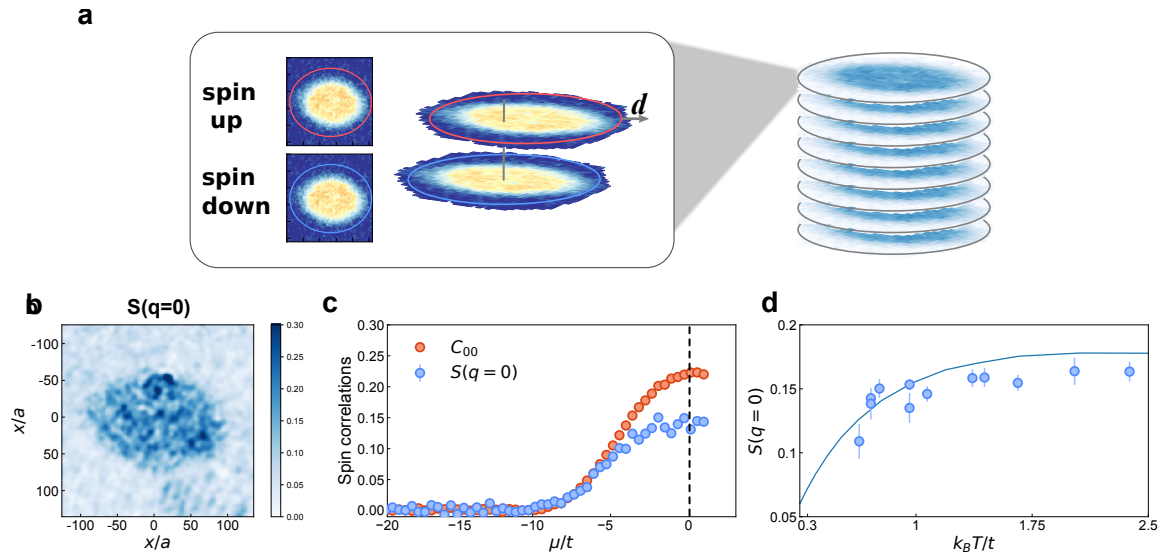 a
spin
up
spin
down
d
b
S(q=0)
-100
-50
0
50
100
x/a
-100
-50
0
50
100
x/a
0.30
0.25
0.20
0.15
0.10
0.05
0.00
c
0.30
0.25
0.20
0.15
0.10
0.05
0.00
Spin correlations
C₀₀
S(q = 0)
−20
−15
−10
−5
0
μ/t
d
0.2
0.15
0.1
0.05
S(q = 0)
0.3
1
1.75
2.5
k_BT/t